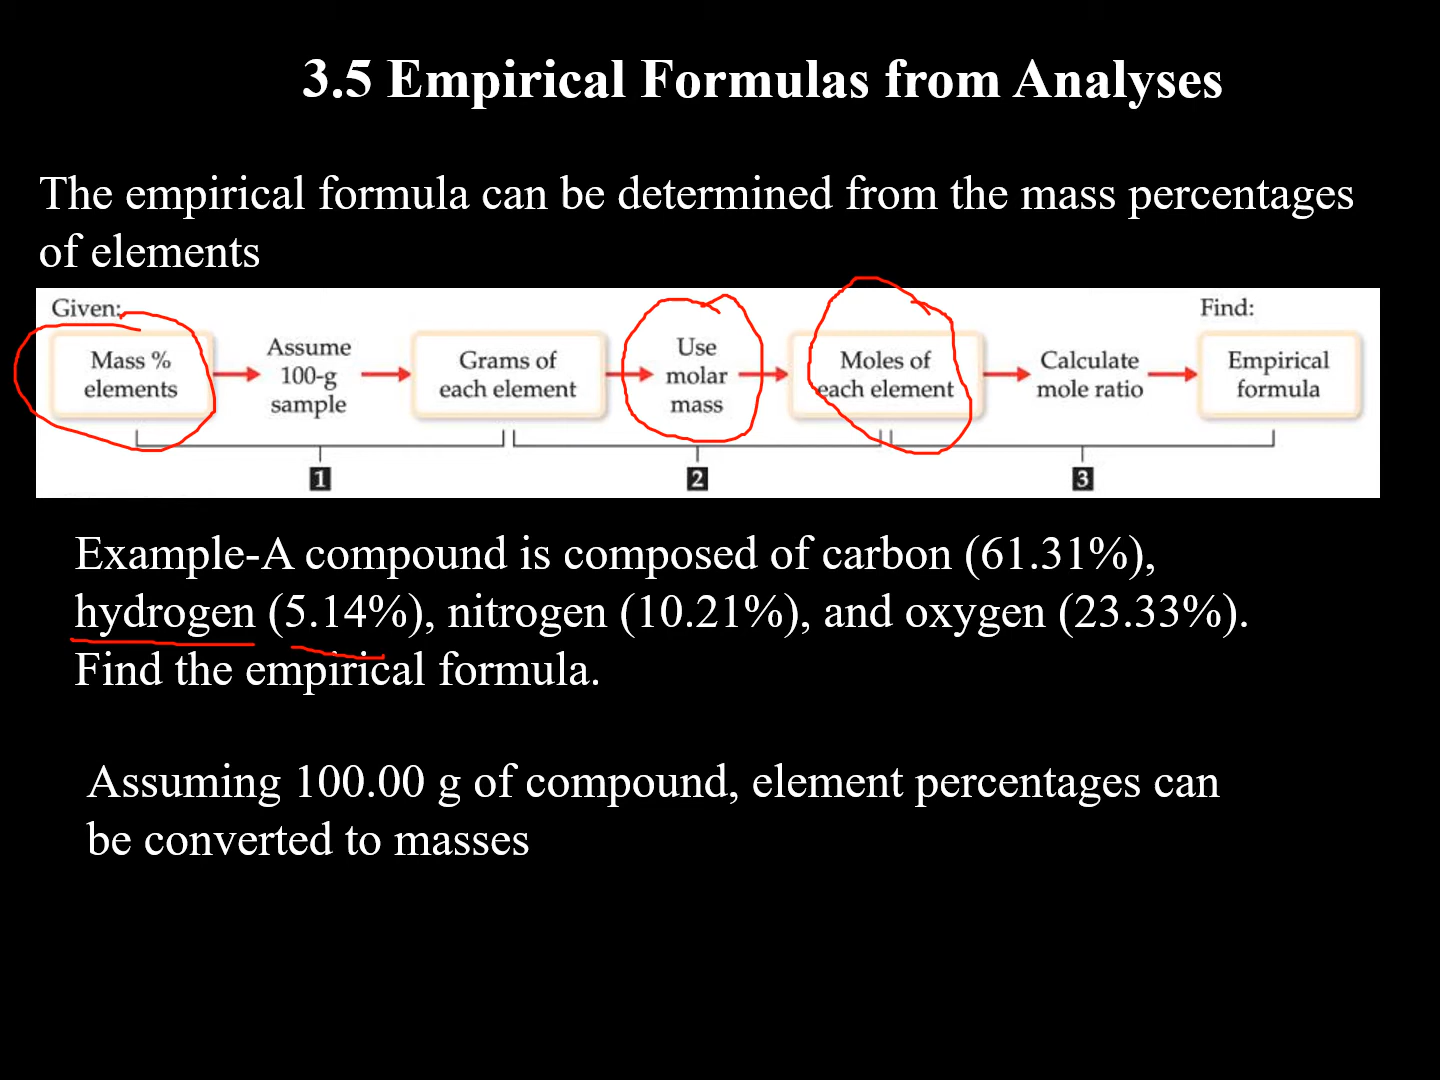 3.5 Empirical Formulas from Analyses
The empirical formula can be determined from the mass percentages
of elements
Given:
Find:
Mass %
elements
Assume
100-g
sample
Grams of
each element
Use
molar
mass
Moles of
each element
Calculate
mole ratio
Empirical
formula
1
2
3
Example-A compound is composed of carbon (61.31%),
hydrogen (5.14%), nitrogen (10.21%), and oxygen (23.33%).
Find the empirical formula.
Assuming 100.00 g of compound, element percentages can
be converted to masses